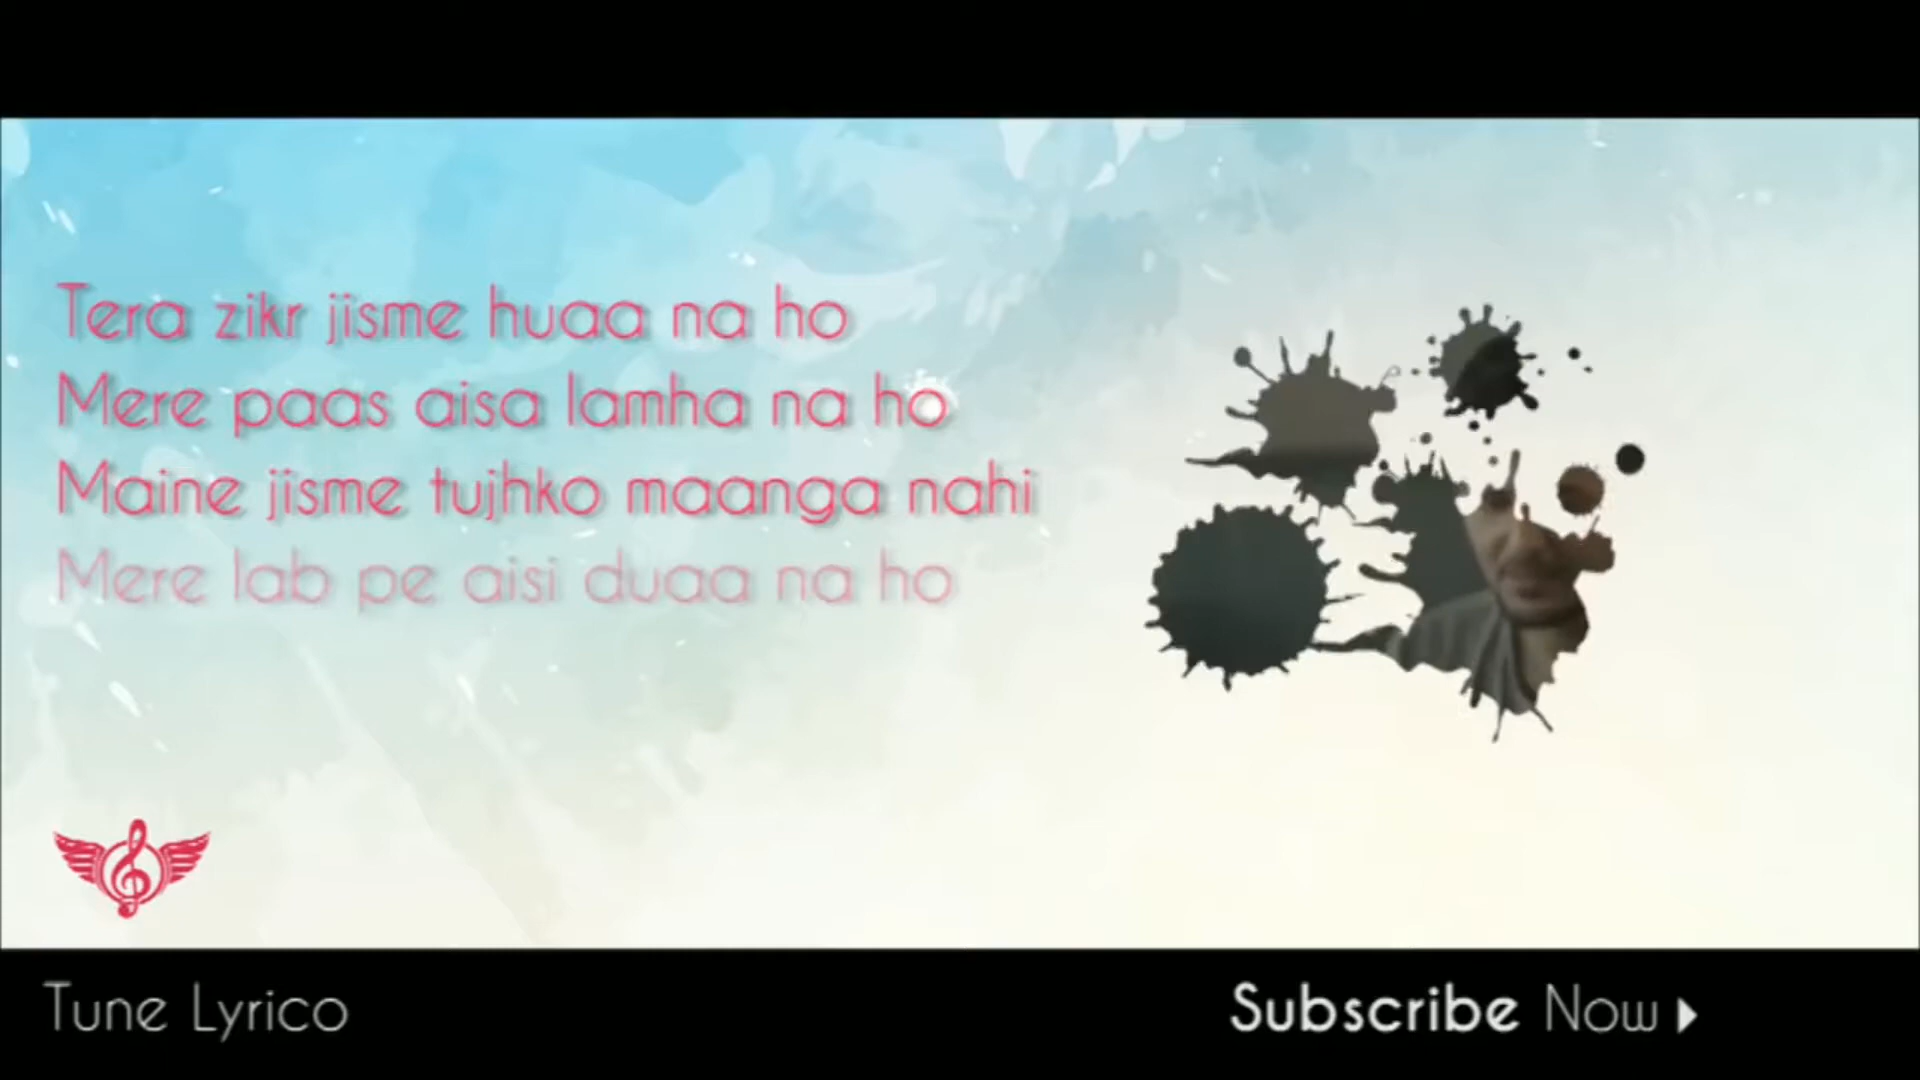 Tera zikr jisme huaa na ho
Mere paas aisa lamha na ho
Maine jisme tujhko maanga nahi
Mere lab pe aisi duaa na ho
Tune Lyrico
Subscribe Now